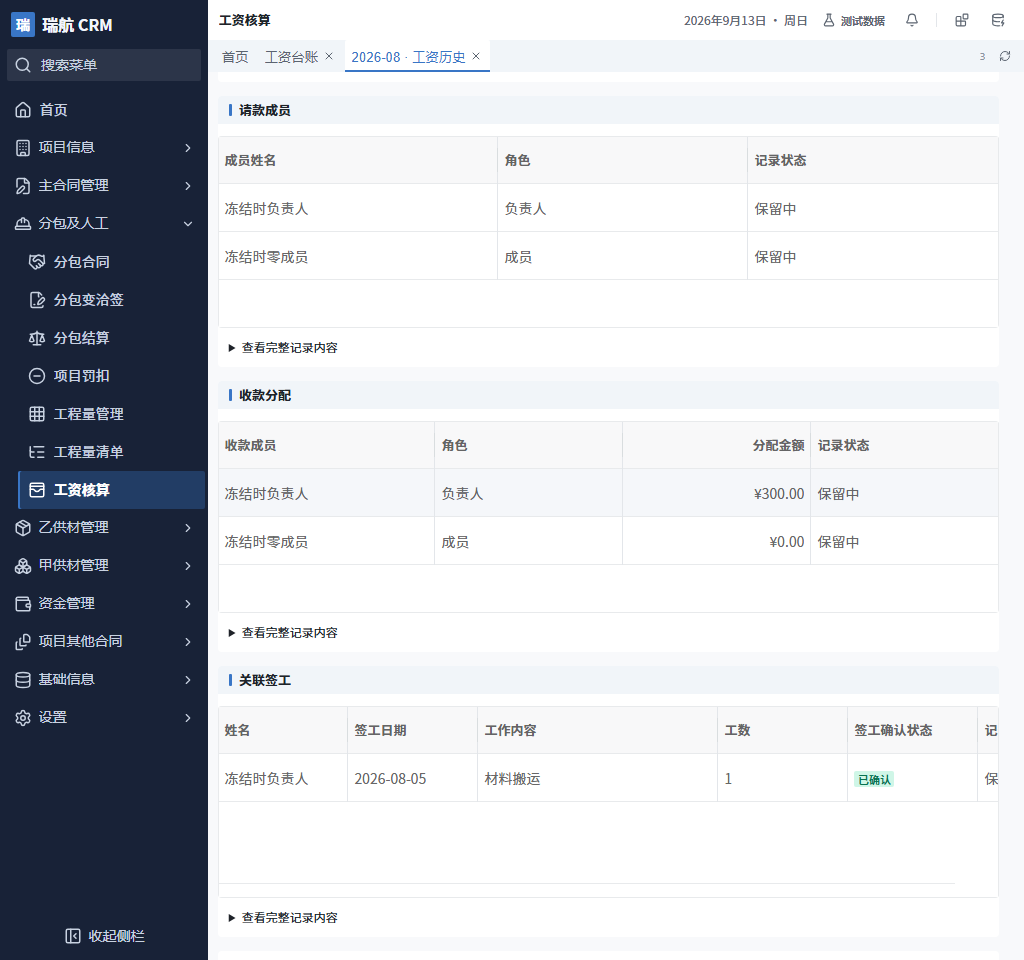 瑞 瑞航 CRM
搜索菜单
首页
项目信息
主合同管理
分包及人工
分包合同
分包变洽签
分包结算
项目罚扣
工程量管理
工程量清单
工资核算
乙供材管理
甲供材管理
资金管理
项目其他合同
基础信息
设置
收起侧栏
工资核算
2026年9月13日 · 周日
测试数据
首页
工资台账 ×
2026-08 · 工资历史 ×
3
请款成员
成员姓名 角色 记录状态
冻结时负责人 负责人 保留中
冻结时零成员 成员 保留中
▶ 查看完整记录内容
收款分配
收款成员 角色 分配金额 记录状态
冻结时负责人 负责人 ¥300.00 保留中
冻结时零成员 成员 ¥0.00 保留中
▶ 查看完整记录内容
关联签工
姓名 签工日期 工作内容 工数 签工确认状态 记
冻结时负责人 2026-08-05 材料搬运 1 已确认 保
▶ 查看完整记录内容